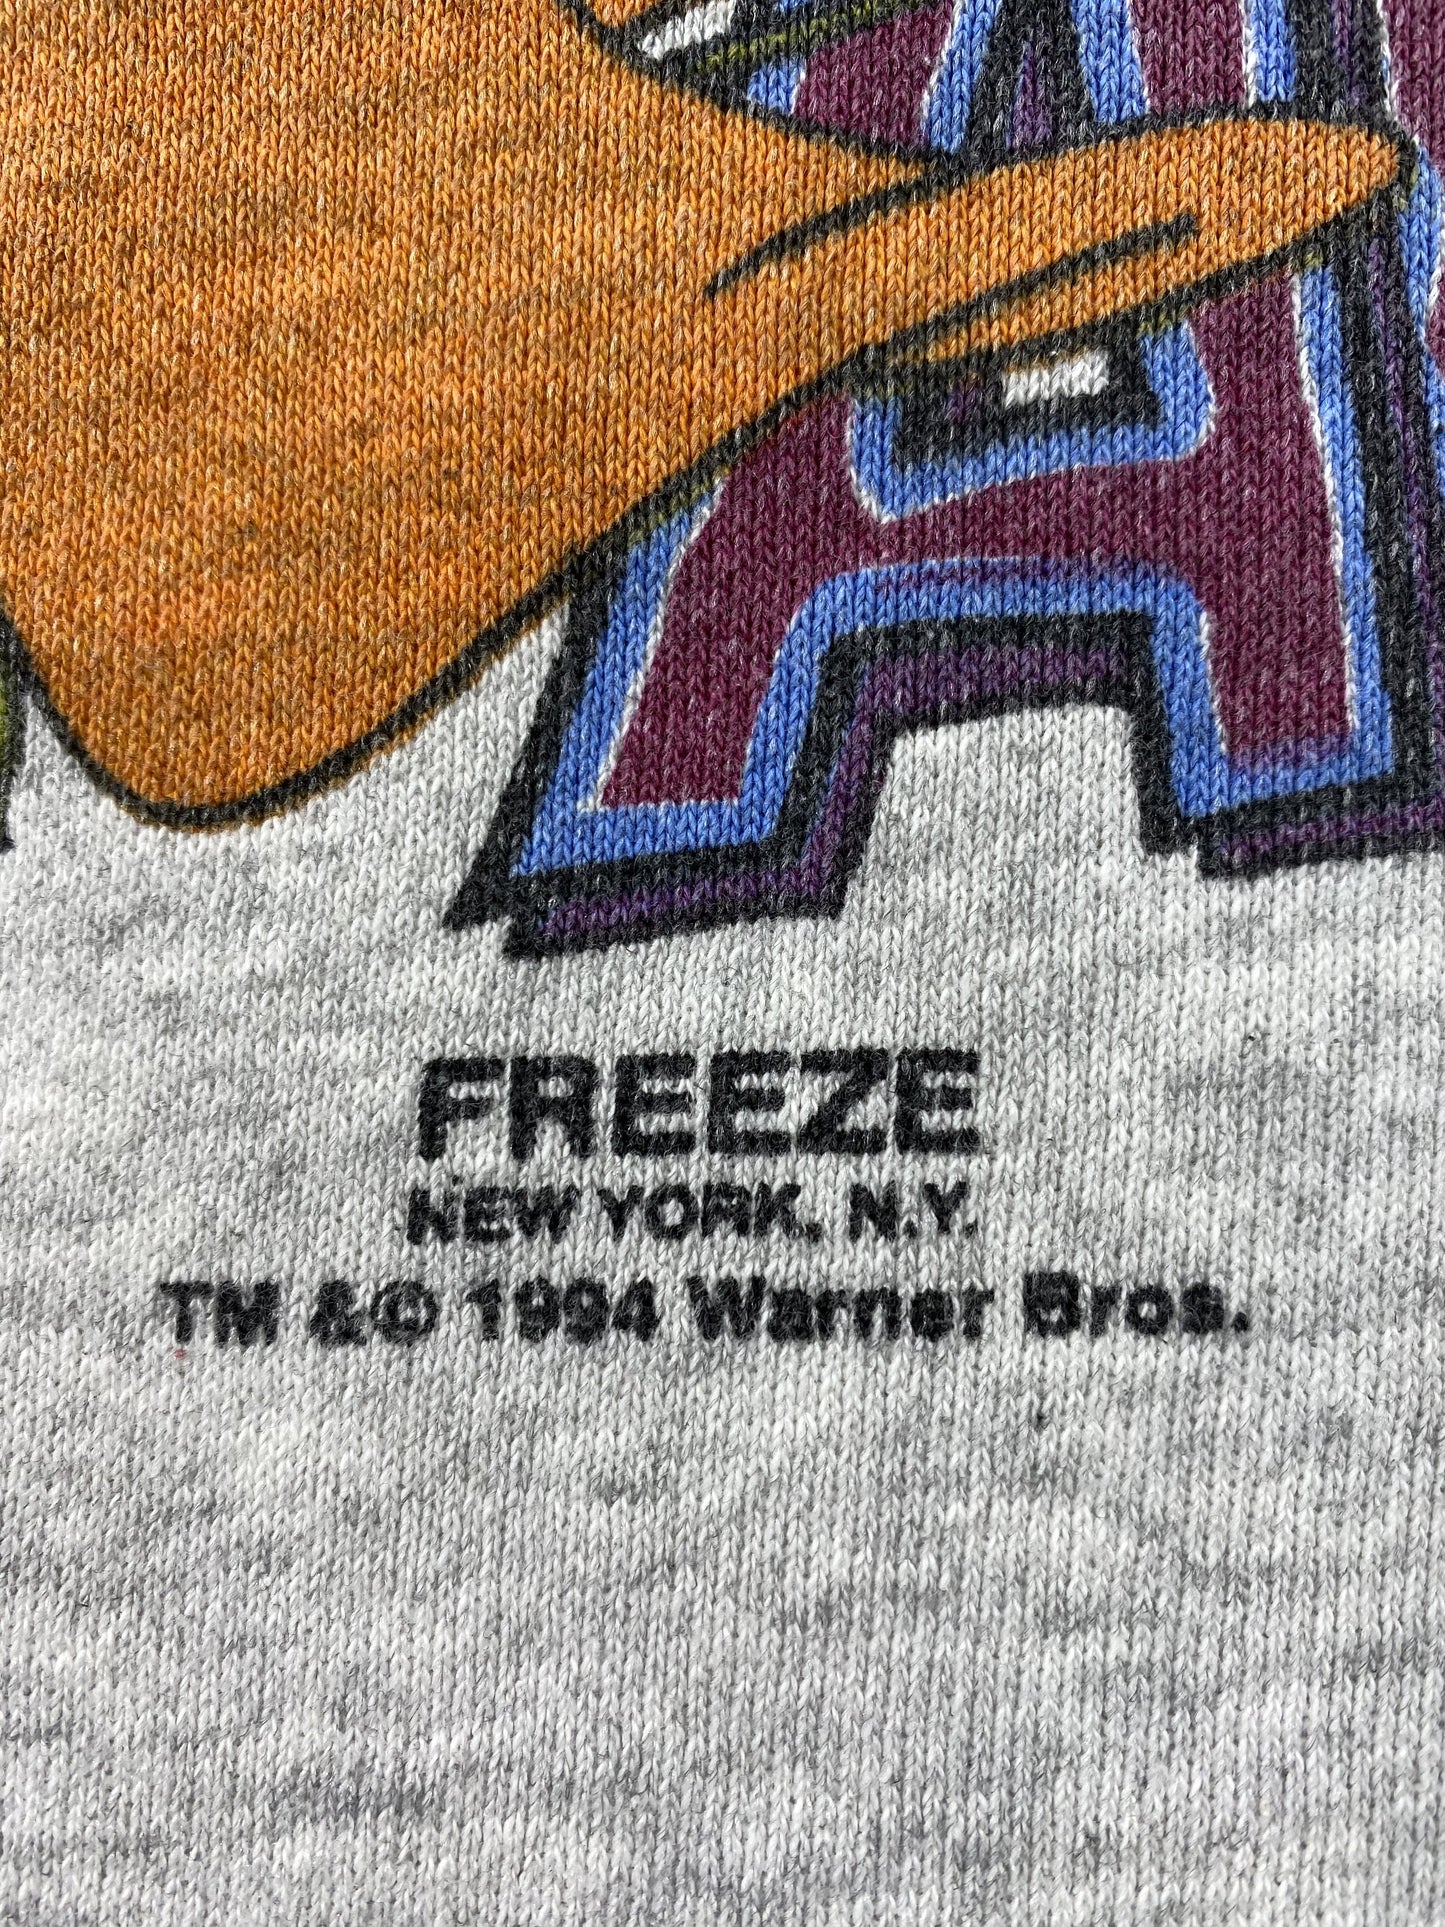 A
FREEZE
NEW YORK, N.Y.
TM &© 1994 Warner Bros.